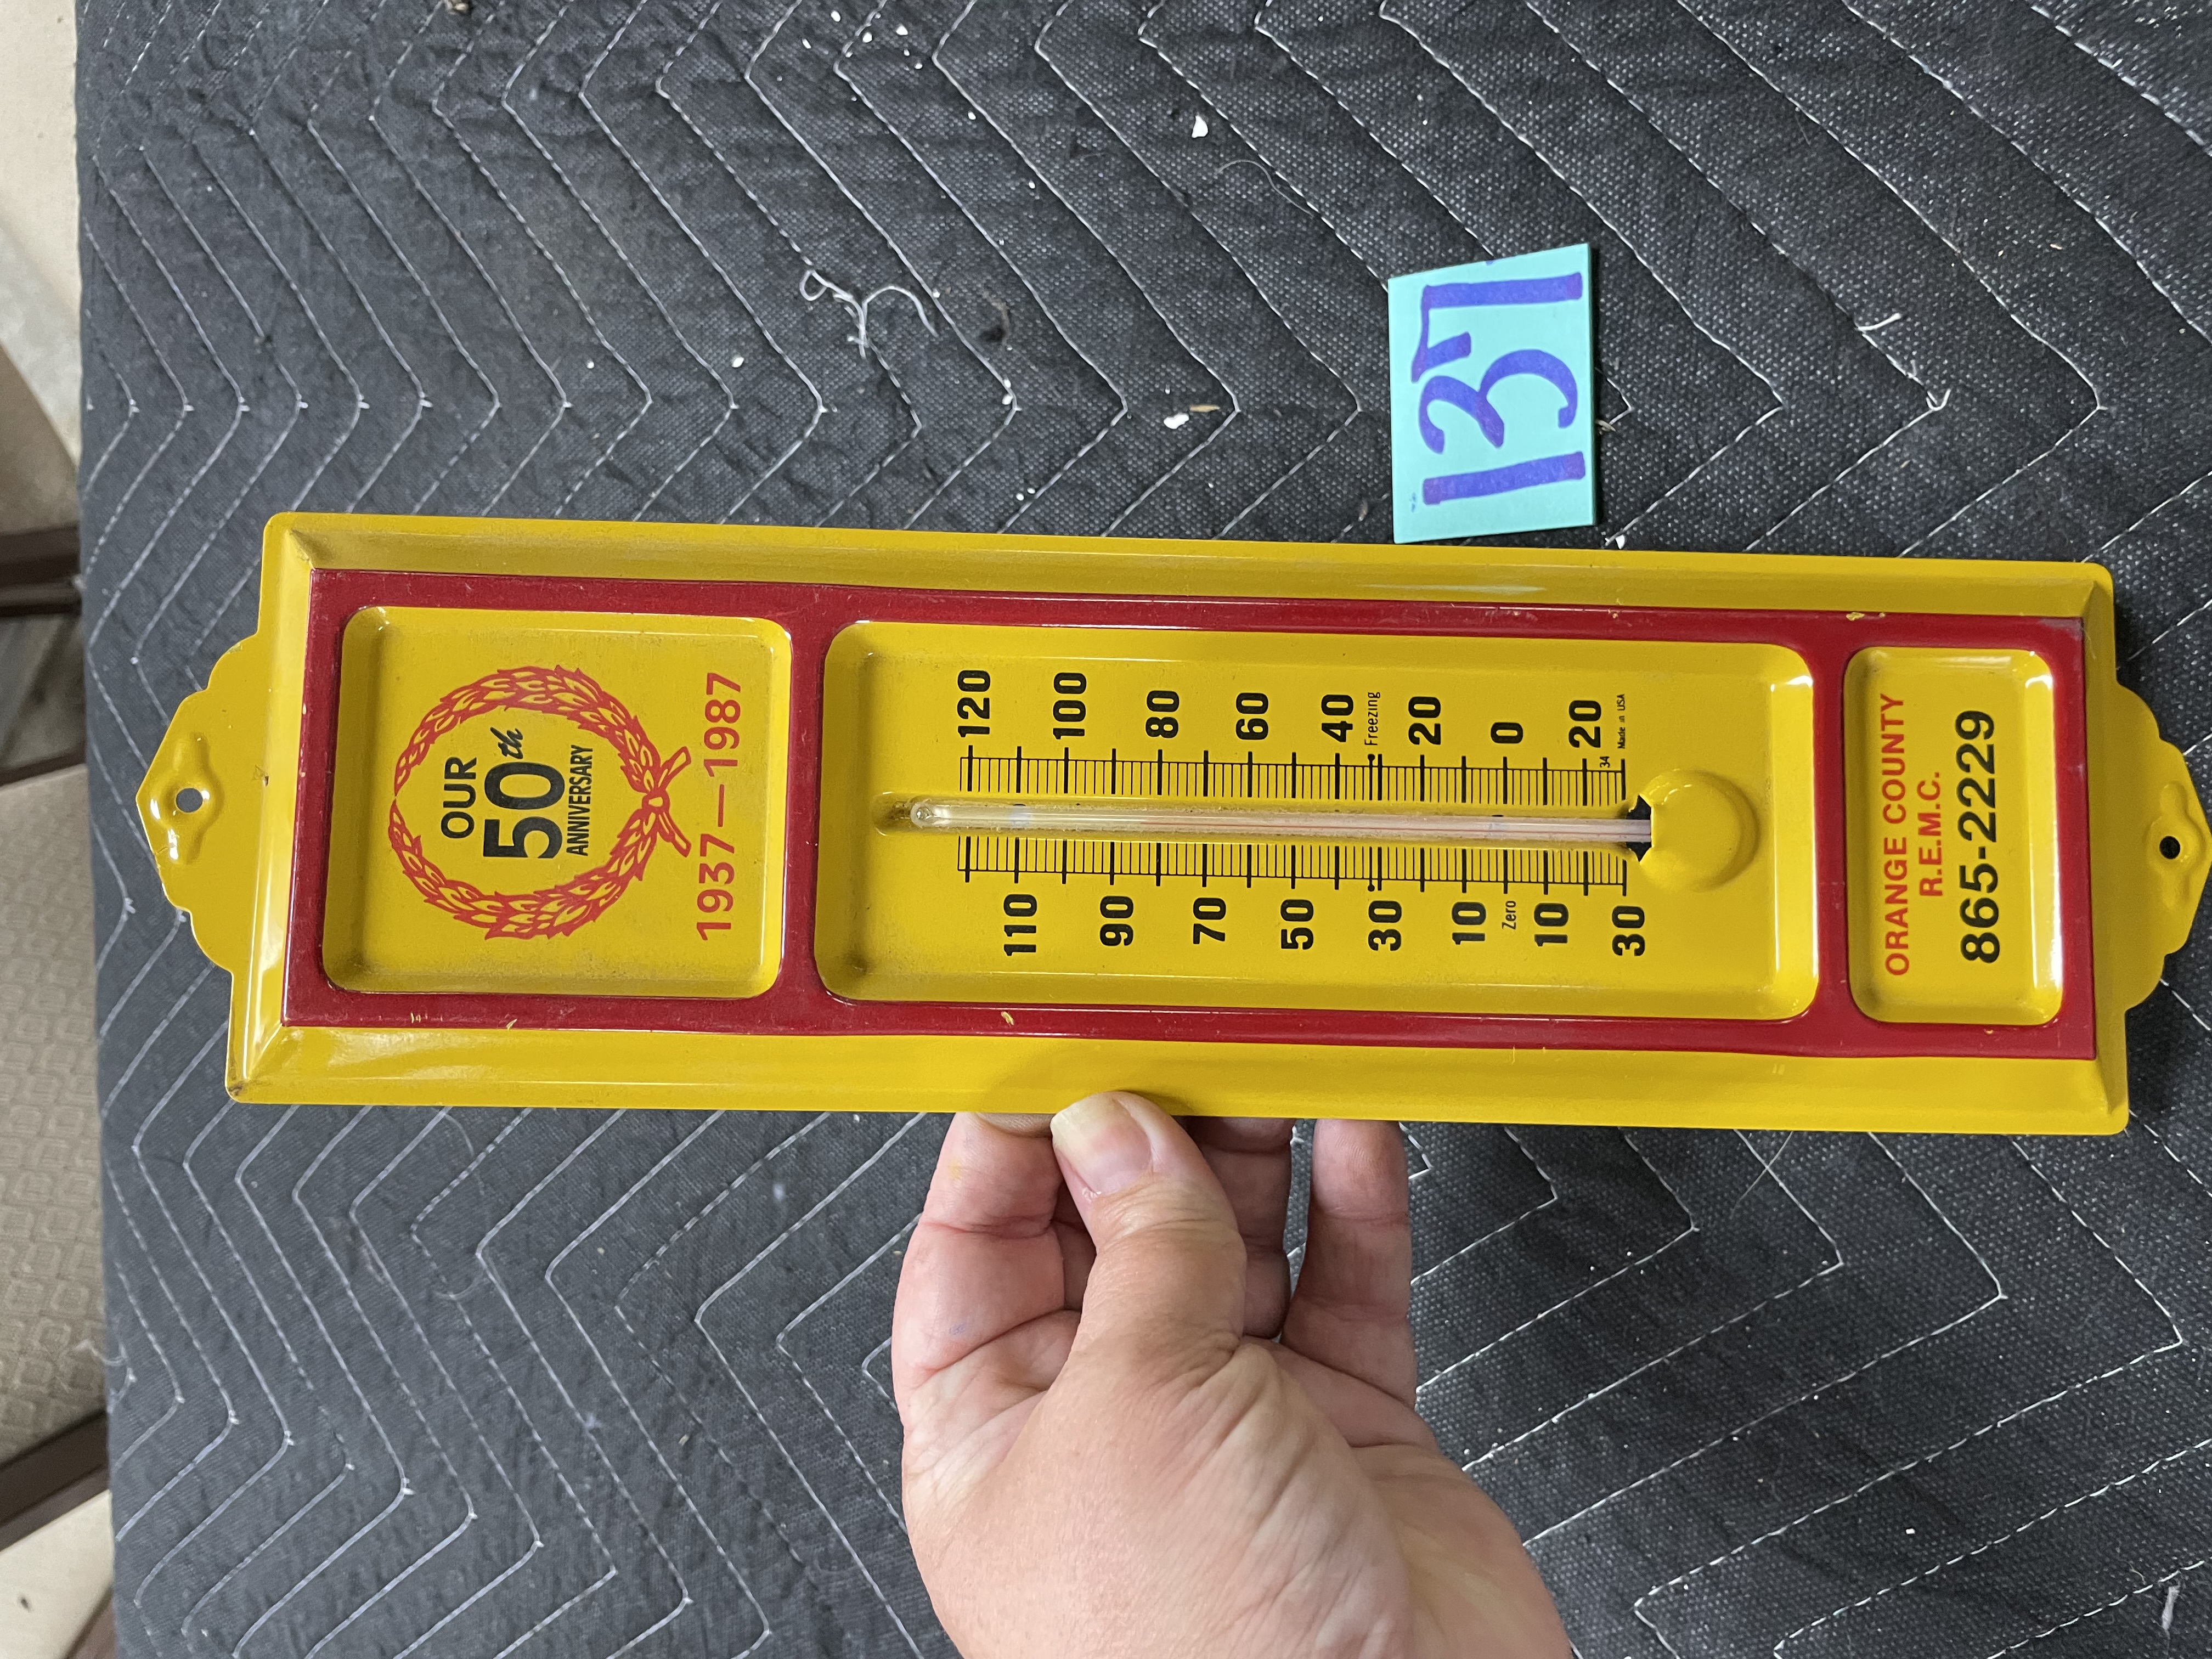 137
OUR
50th
ANNIVERSARY
1937—1987
120
110
100
90
80
70
60
50
40
Freezing
30
20
10
0
Zero
10
20
34
30
Made in USA
ORANGE COUNTY
R.E.M.C.
865-2229